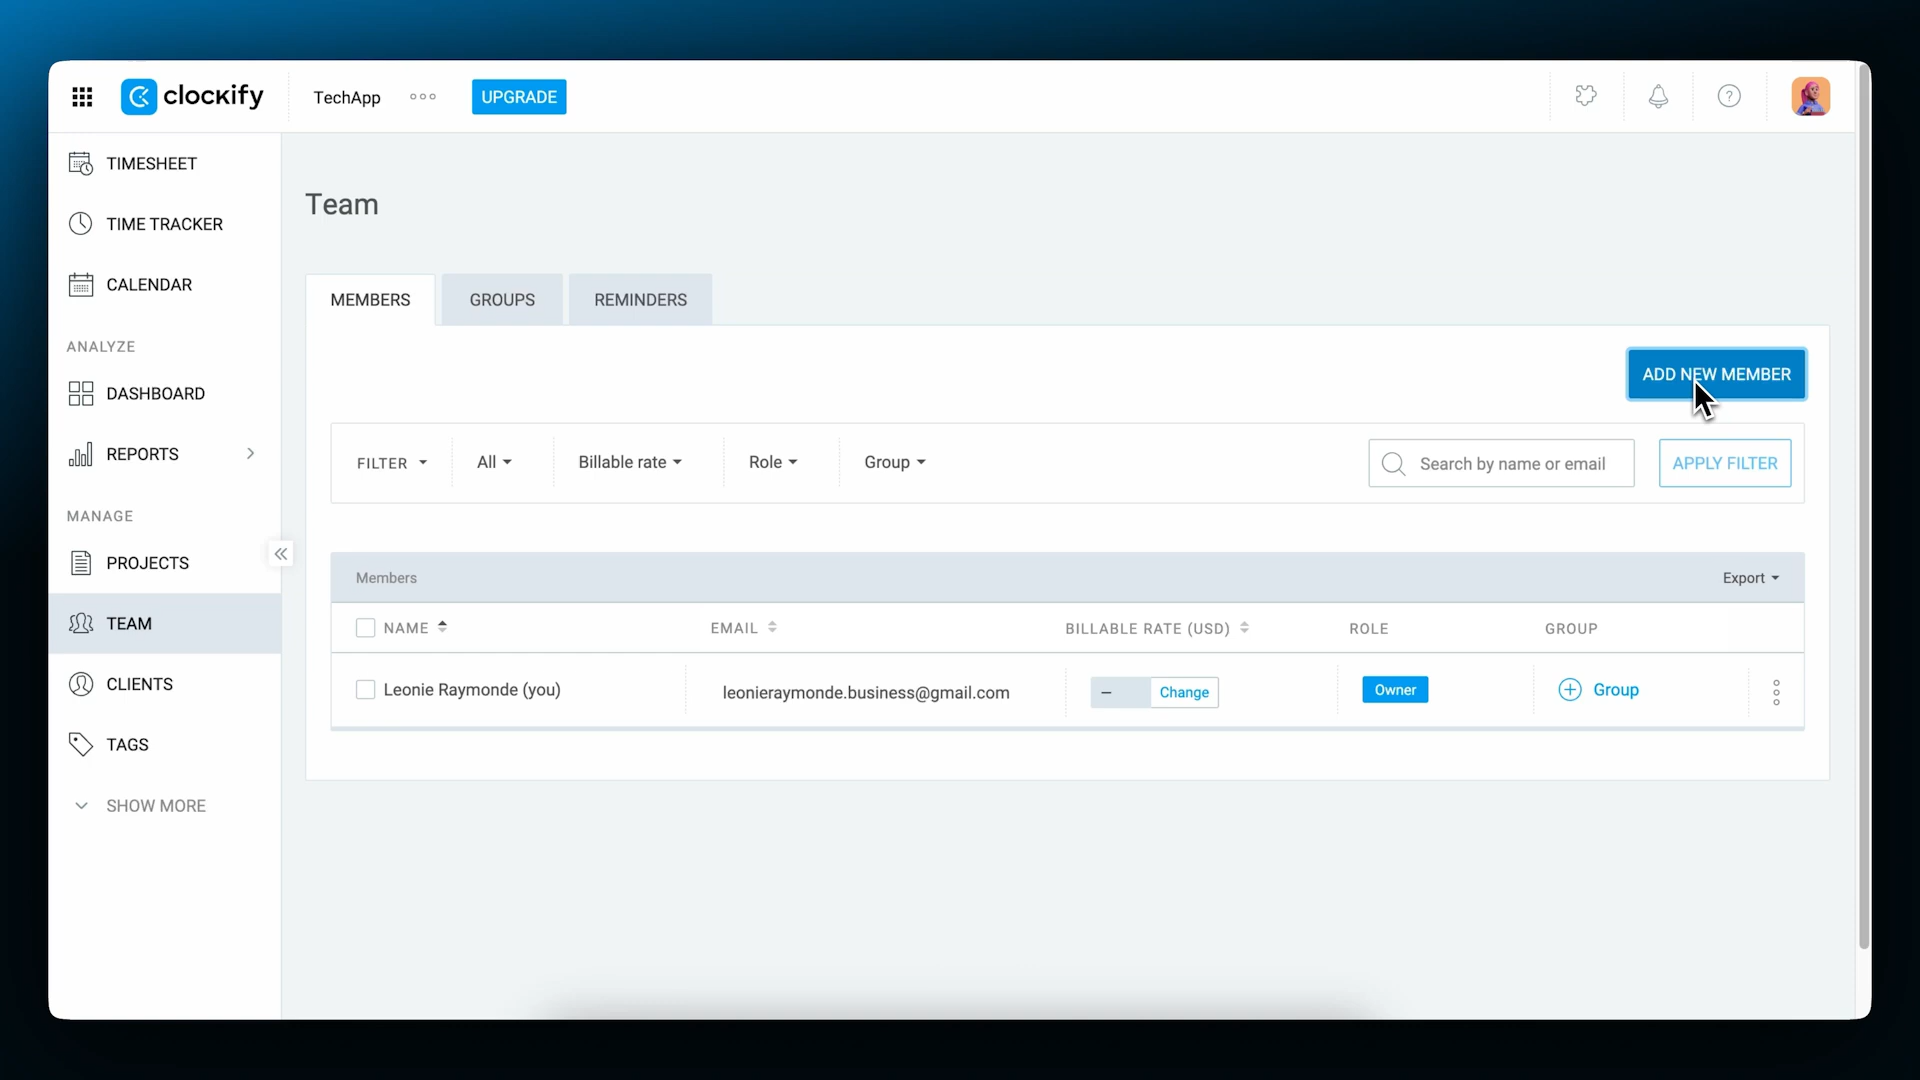 clockify
TechApp
UPGRADE
?
TIMESHEET
TIME TRACKER
CALENDAR
ANALYZE
DASHBOARD
REPORTS
MANAGE
PROJECTS
TEAM
CLIENTS
TAGS
SHOW MORE
Team
MEMBERS GROUPS REMINDERS
ADD NEW MEMBER
FILTER All Billable rate Role Group Search by name or email APPLY FILTER
Members Export
NAME EMAIL BILLABLE RATE (USD) ROLE GROUP
Leonie Raymonde (you) leonieraymonde.business@gmail.com – Change Owner Group